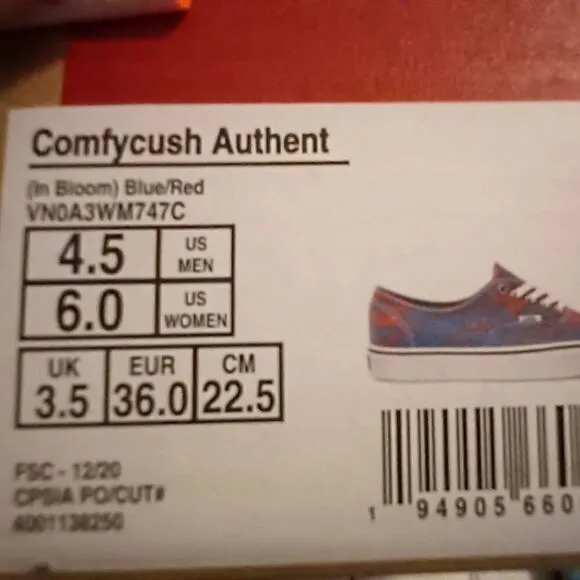 Comfycush Authent
(In Bloom) Blue/Red
VN0A3WM747C
4.5 US MEN
6.0 US WOMEN
UK EUR CM
3.5 36.0 22.5
FSC - 12/20
CPSIA PO/CUT#
4001138250
1 94905 660